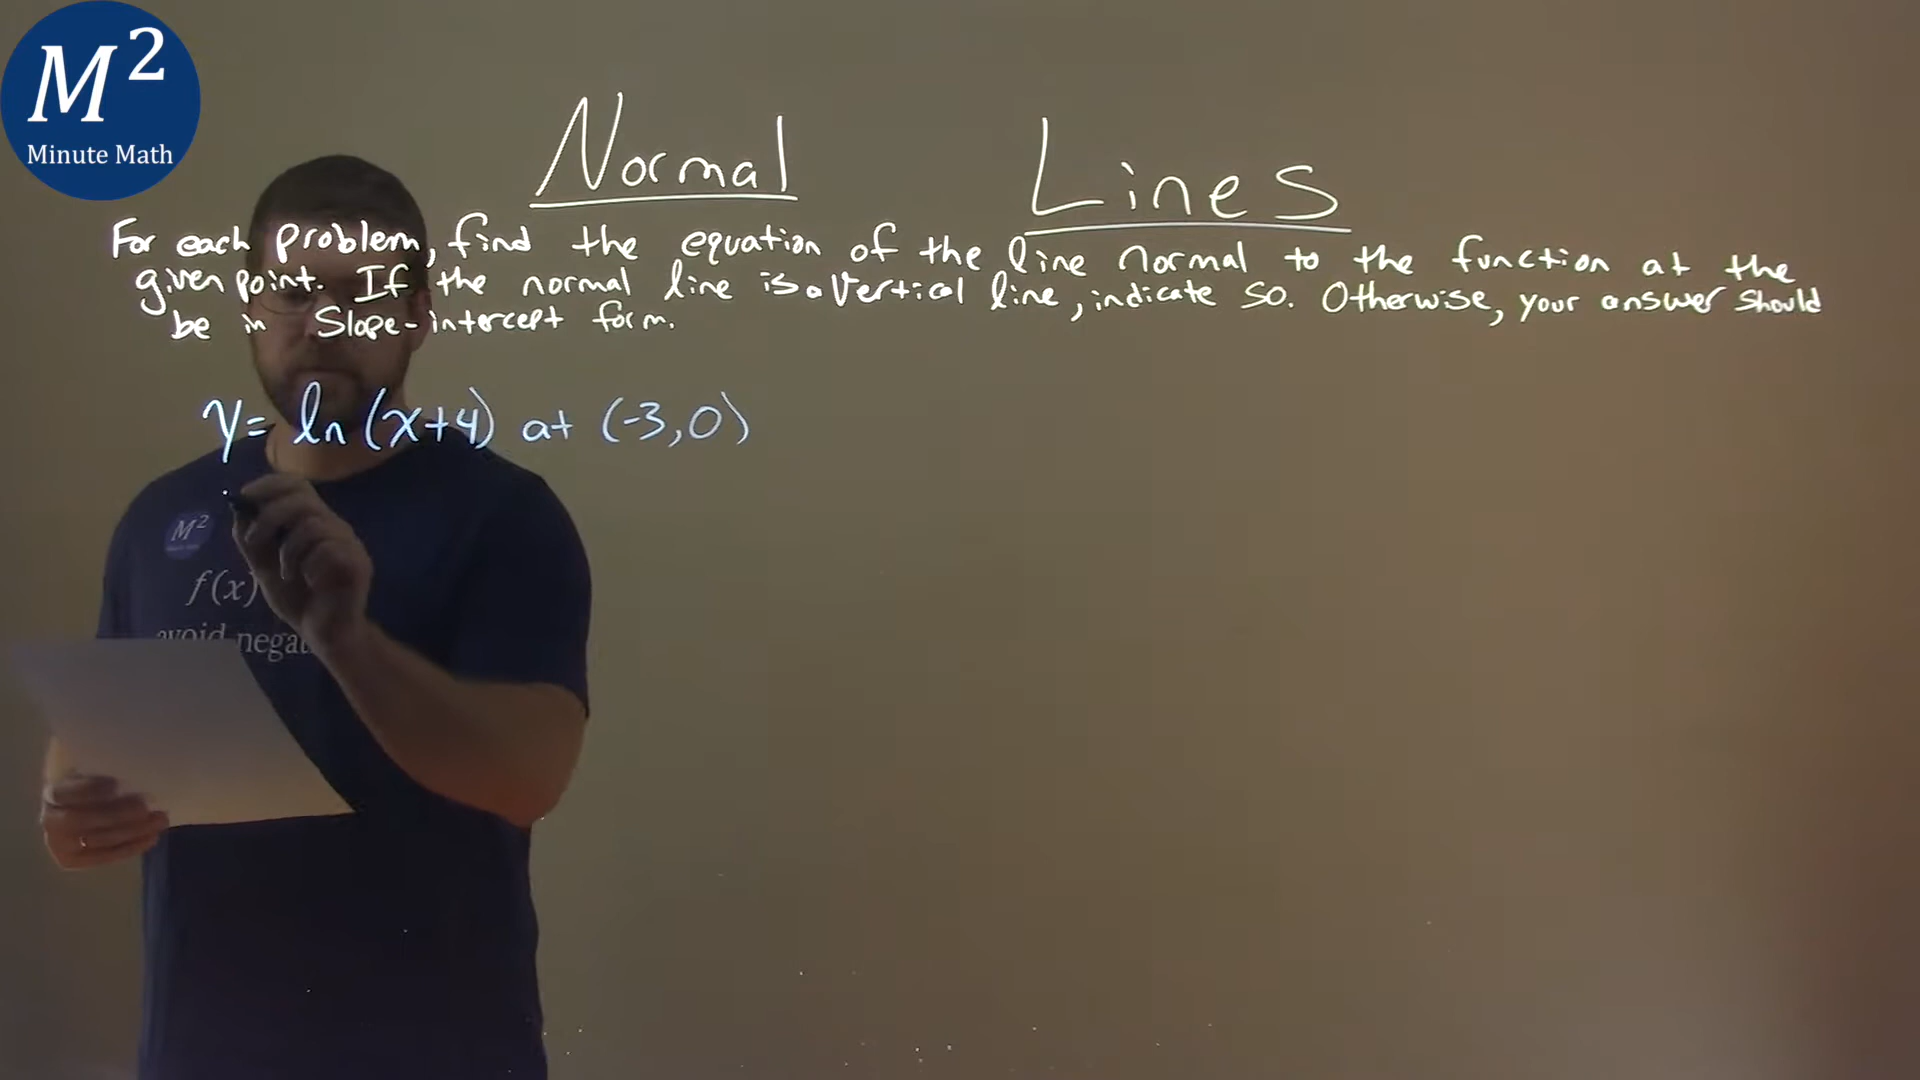 M²
Minute Math
Normal Lines
For each problem, find the equation of the line normal to the function at the
given point. If the normal line is a vertical line, indicate so. Otherwise, your answer should
be in slope-intercept form.
y = ln (x+4) at (-3,0)
M²
f(x)
avoid